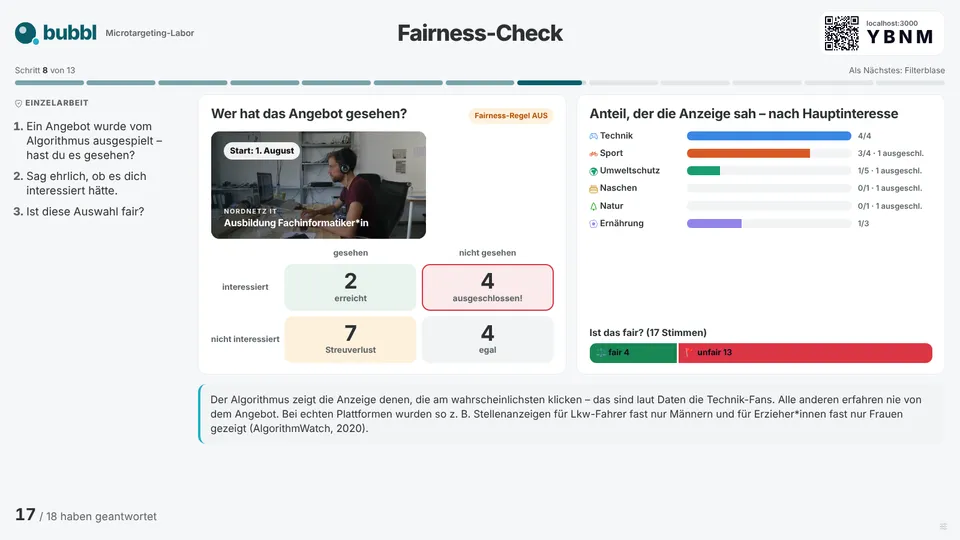 bubbl
Microtargeting-Labor
Fairness-Check
localhost:3000
YBNM
Schritt 8 von 13
Als Nächstes: Filterblase
EINZELARBEIT
1. Ein Angebot wurde vom
Algorithmus ausgespielt –
hast du es gesehen?
2. Sag ehrlich, ob es dich
interessiert hätte.
3. Ist diese Auswahl fair?
Wer hat das Angebot gesehen?
Fairness-Regel AUS
Start: 1. August
NORDNETZ IT
Ausbildung Fachinformatiker*in
gesehen
nicht gesehen
interessiert
2
erreicht
4
ausgeschlossen!
nicht interessiert
7
Streuverlust
4
egal
Anteil, der die Anzeige sah – nach Hauptinteresse
Technik 4/4
Sport 3/4 · 1 ausgeschl.
Umweltschutz 1/5 · 1 ausgeschl.
Naschen 0/1 · 1 ausgeschl.
Natur 0/1 · 1 ausgeschl.
Ernährung 1/3
Ist das fair? (17 Stimmen)
fair 4
unfair 13
Der Algorithmus zeigt die Anzeige denen, die am wahrscheinlichsten klicken – das sind laut Daten die Technik-Fans. Alle anderen erfahren nie von
dem Angebot. Bei echten Plattformen wurden so z. B. Stellenanzeigen für Lkw-Fahrer fast nur Männern und für Erzieher*innen fast nur Frauen
gezeigt (AlgorithmWatch, 2020).
17 / 18 haben geantwortet